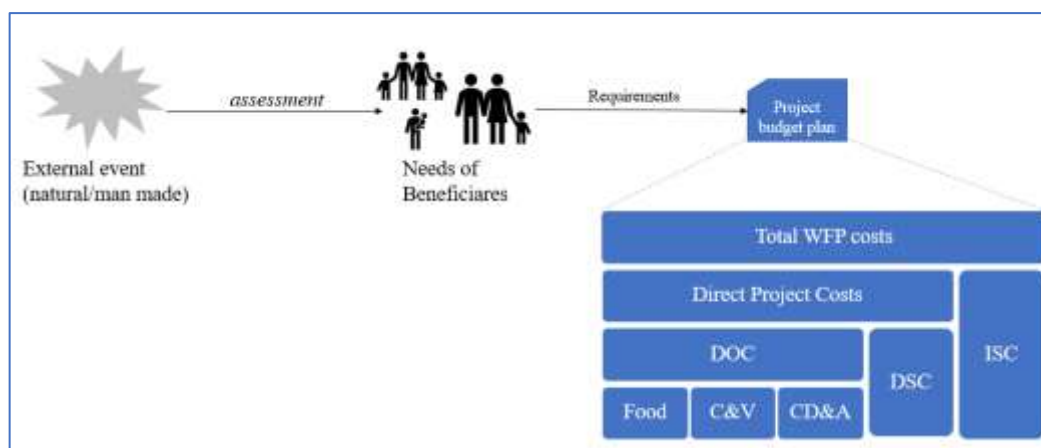 assessment
Requirements
Project
budget plan
External event
(natural/man made)
Needs of
Beneficiares
Total WFP costs
Direct Project Costs
ISC
DOC
DSC
Food
C&V
CD&A